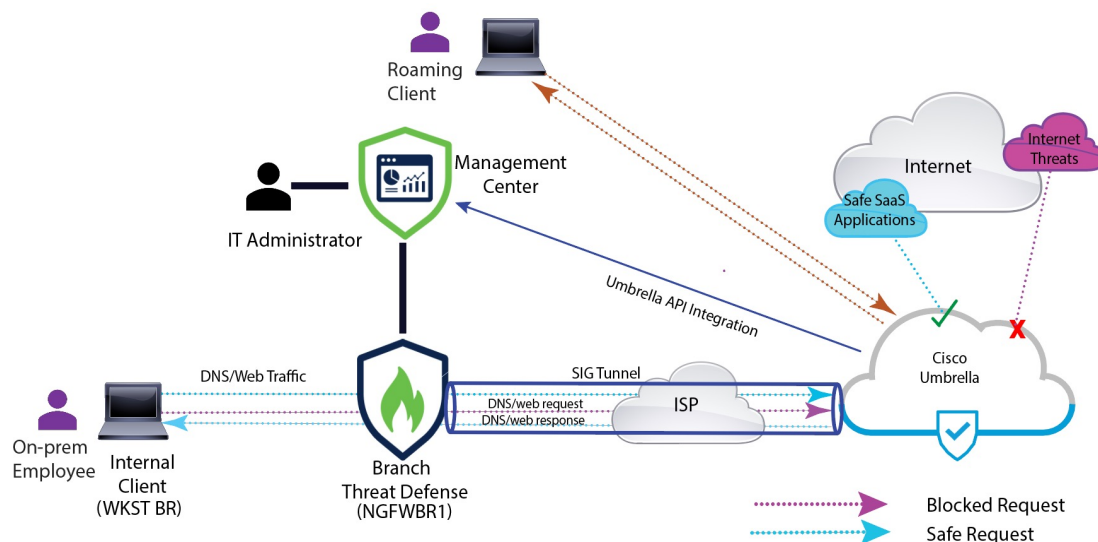 Roaming
Client
Management
Center
IT Administrator
Internet
Internet
Threats
Safe SaaS
Applications
Umbrella API Integration
Cisco
Umbrella
DNS/Web Traffic
SIG Tunnel
DNS/web request
DNS/web response
ISP
On-prem
Employee
Internal
Client
(WKST BR)
Branch
Threat Defense
(NGFWBR1)
X
Blocked Request
Safe Request